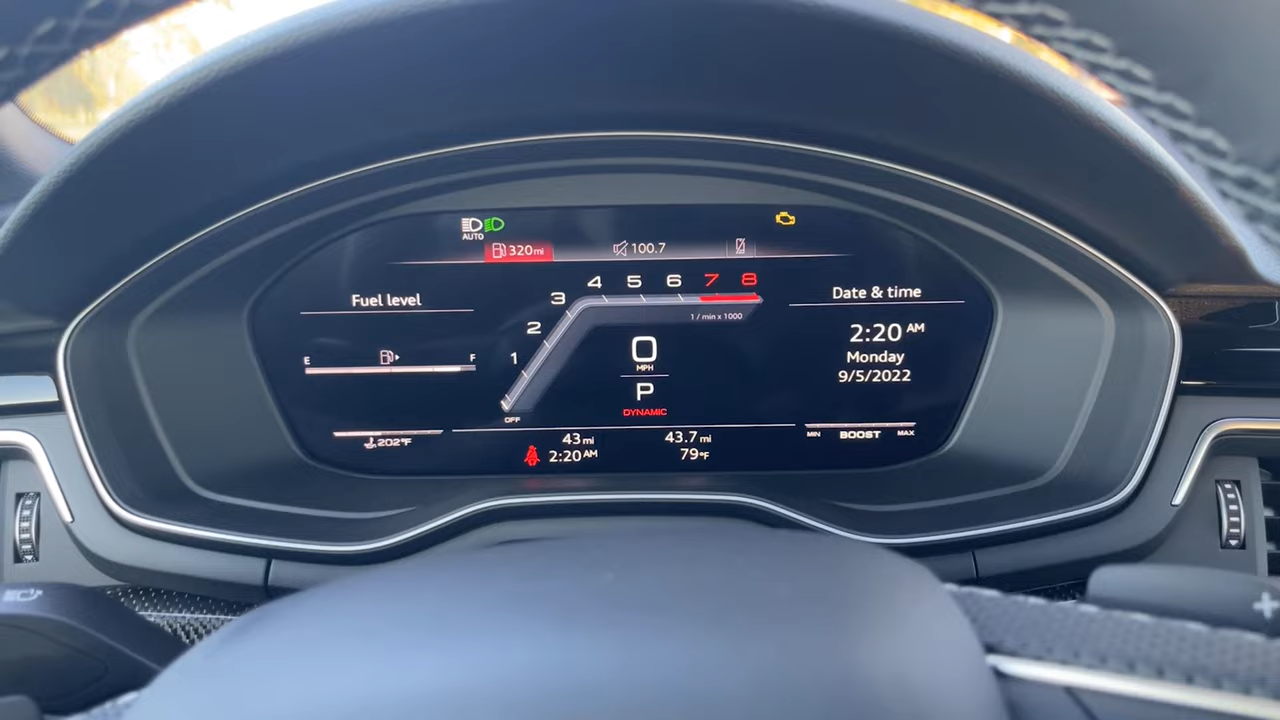 AUTO
320 mi
100.7
Fuel level
E F
1
2
3
4 5 6 7 8
1 / min x 1000
0
MPH
P
DYNAMIC
OFF
Date & time
2:20 AM
Monday
9/5/2022
202°F
43 mi
43.7 mi
2:20 AM
79°F
MIN BOOST MAX
+